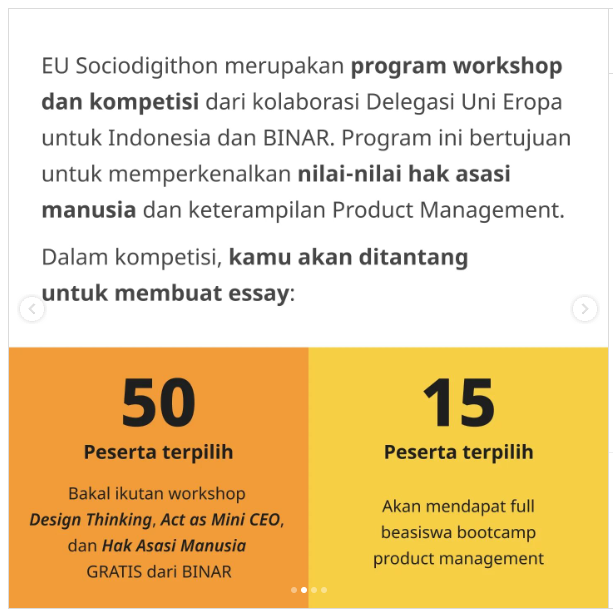 EU Sociodigithon merupakan program workshop
dan kompetisi dari kolaborasi Delegasi Uni Eropa
untuk Indonesia dan BINAR. Program ini bertujuan
untuk memperkenalkan nilai-nilai hak asasi
manusia dan keterampilan Product Management.
Dalam kompetisi, kamu akan ditantang
untuk membuat essay:
50
Peserta terpilih
Bakal ikutan workshop
Design Thinking, Act as Mini CEO,
dan Hak Asasi Manusia
GRATIS dari BINAR
15
Peserta terpilih
Akan mendapat full
beasiswa bootcamp
product management